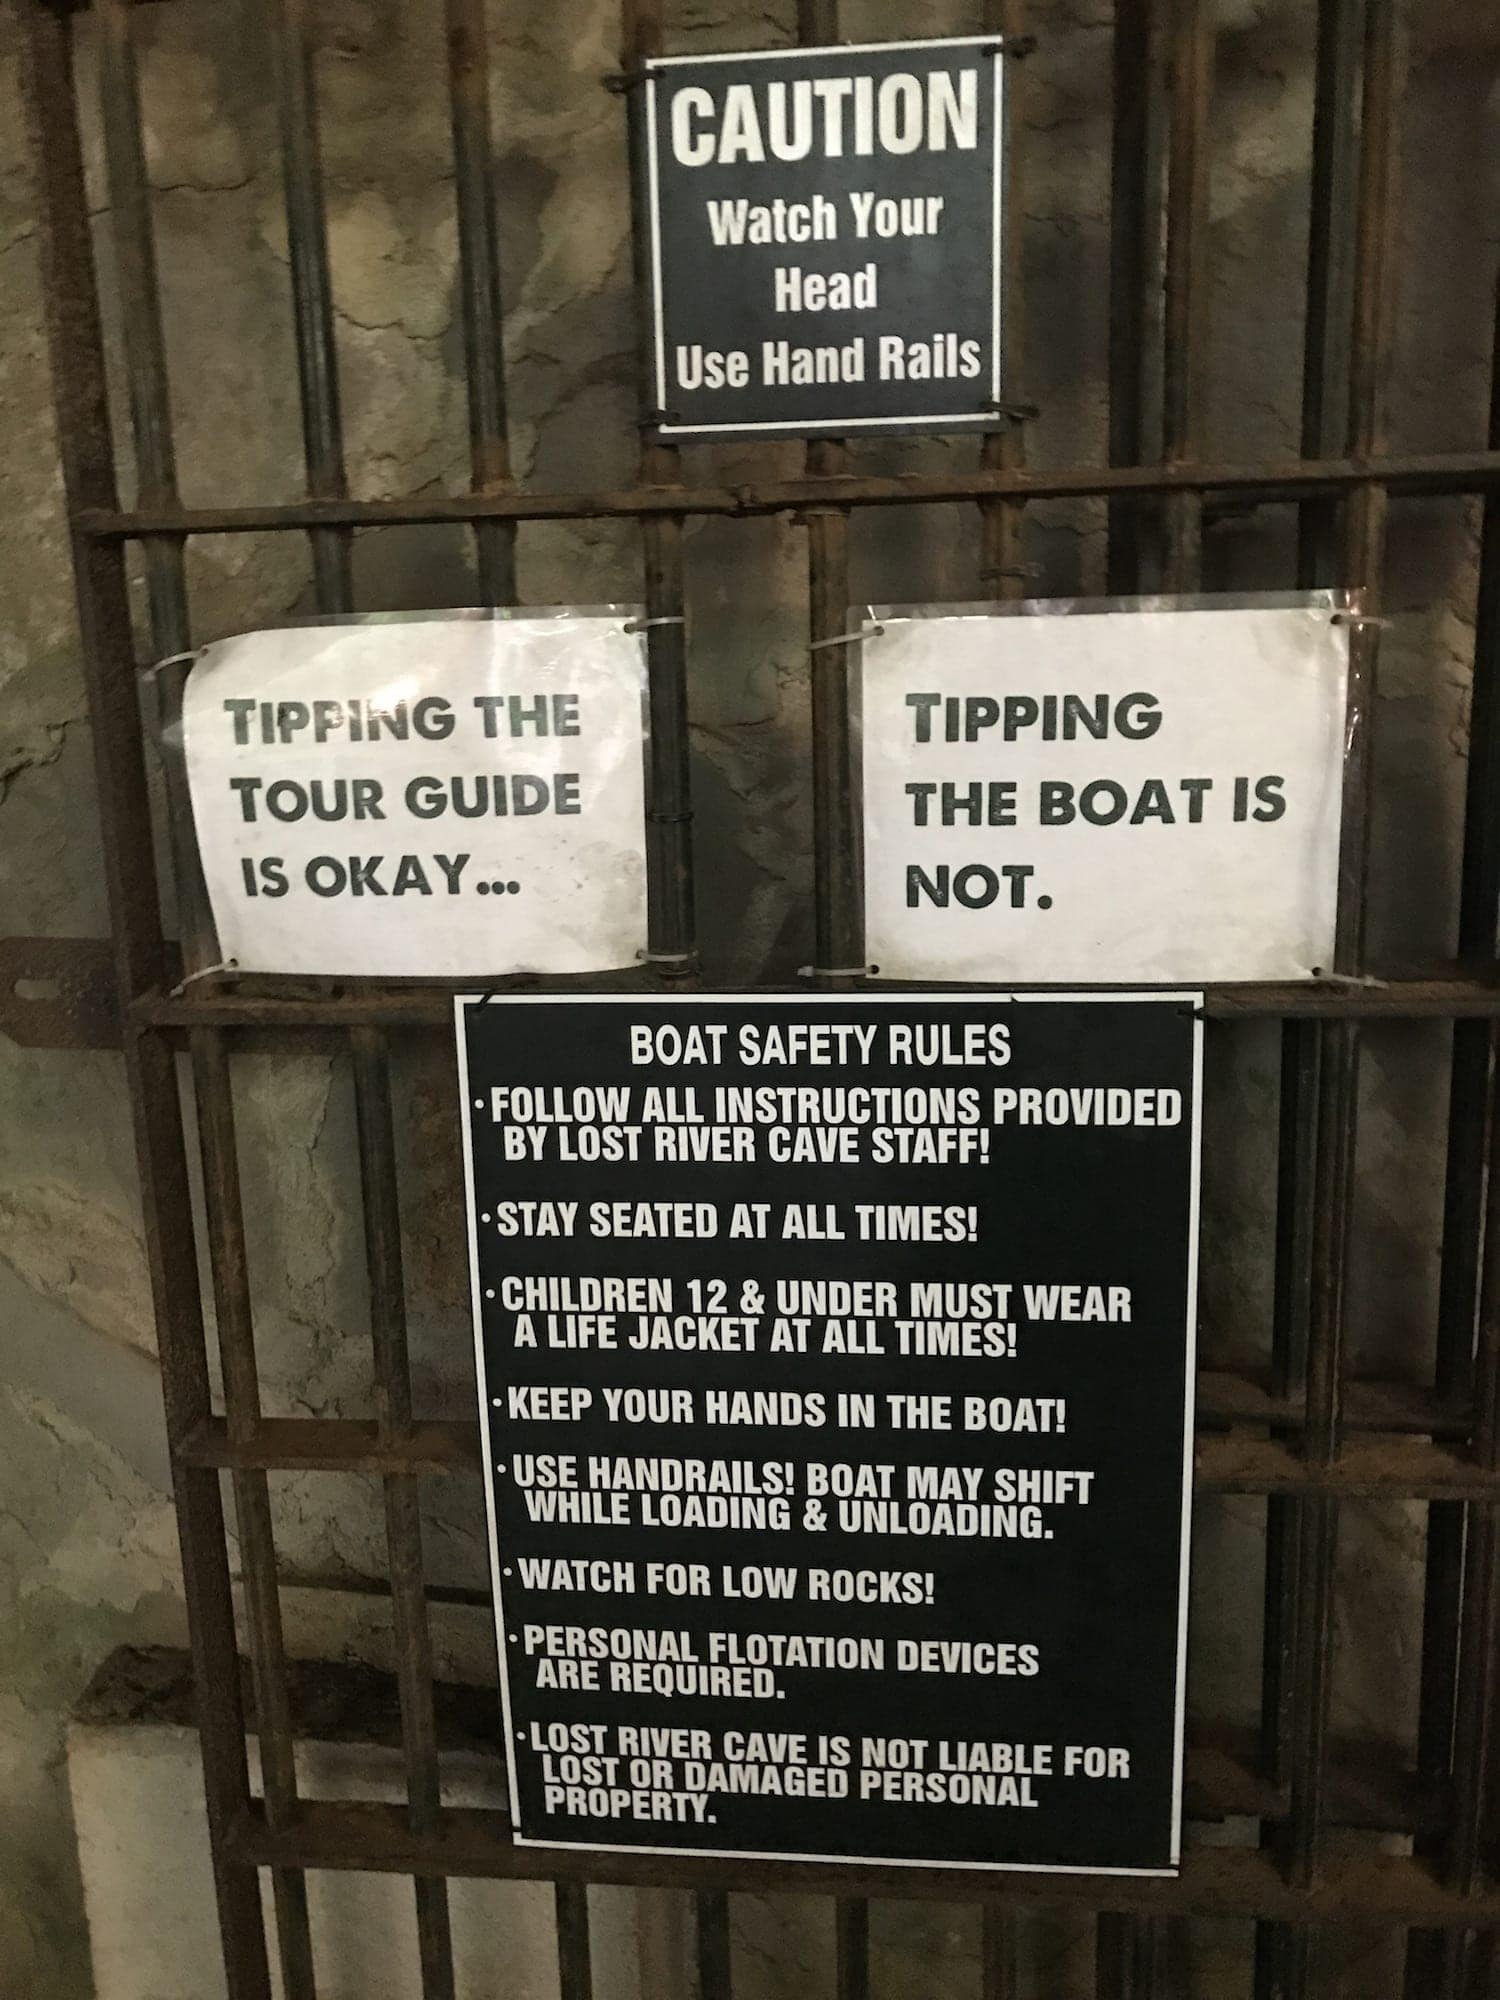 CAUTION
Watch Your
Head
Use Hand Rails
TIPPING THE
TOUR GUIDE
IS OKAY...
TIPPING
THE BOAT IS
NOT.
BOAT SAFETY RULES
·FOLLOW ALL INSTRUCTIONS PROVIDED
BY LOST RIVER CAVE STAFF!
·STAY SEATED AT ALL TIMES!
·CHILDREN 12 & UNDER MUST WEAR
A LIFE JACKET AT ALL TIMES!
·KEEP YOUR HANDS IN THE BOAT!
·USE HANDRAILS! BOAT MAY SHIFT
WHILE LOADING & UNLOADING.
·WATCH FOR LOW ROCKS!
·PERSONAL FLOTATION DEVICES
ARE REQUIRED.
·LOST RIVER CAVE IS NOT LIABLE FOR
LOST OR DAMAGED PERSONAL
PROPERTY.